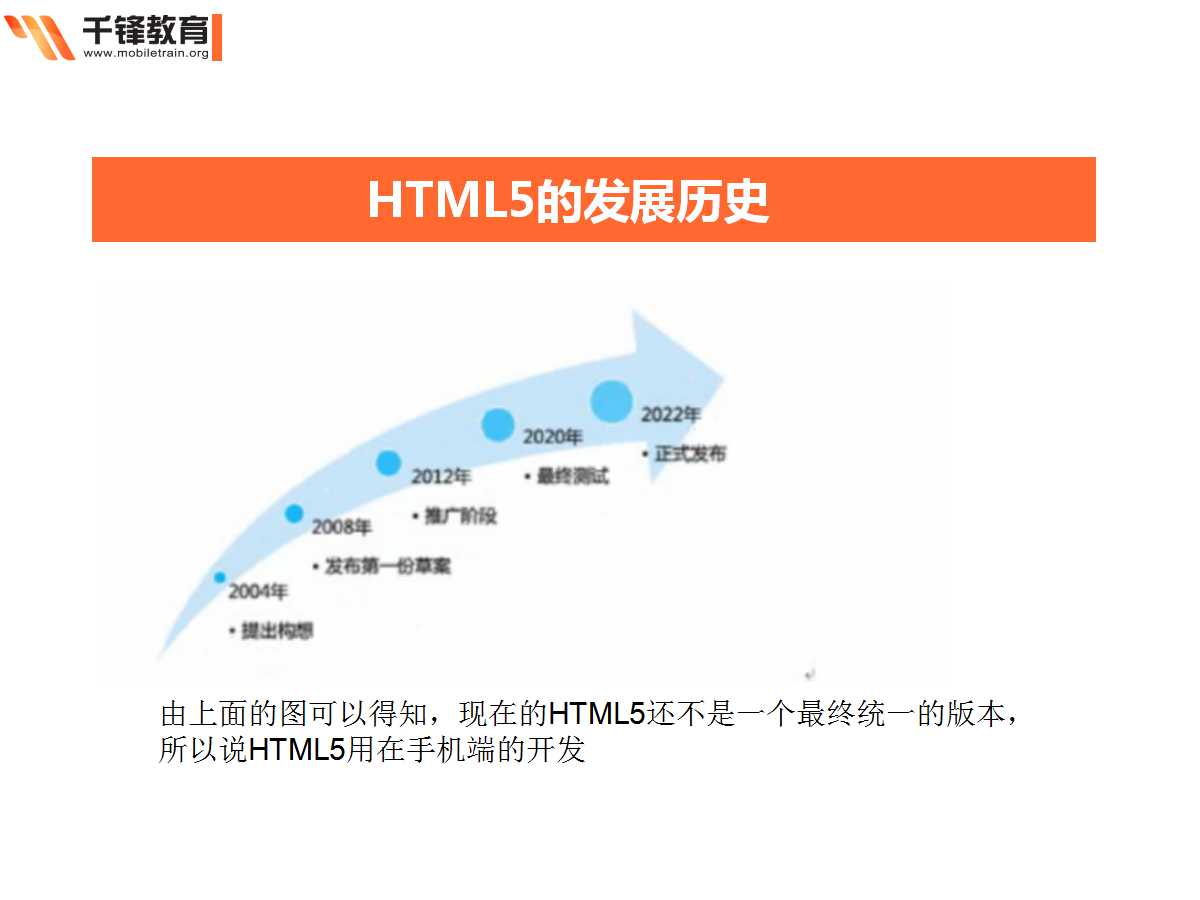 千锋教育
www.mobiletrain.org
HTML5的发展历史
2022年
• 正式发布
2020年
• 最终测试
2012年
• 推广阶段
2008年
• 发布第一份草案
2004年
• 提出构想
由上面的图可以得知，现在的HTML5还不是一个最终统一的版本，
所以说HTML5用在手机端的开发